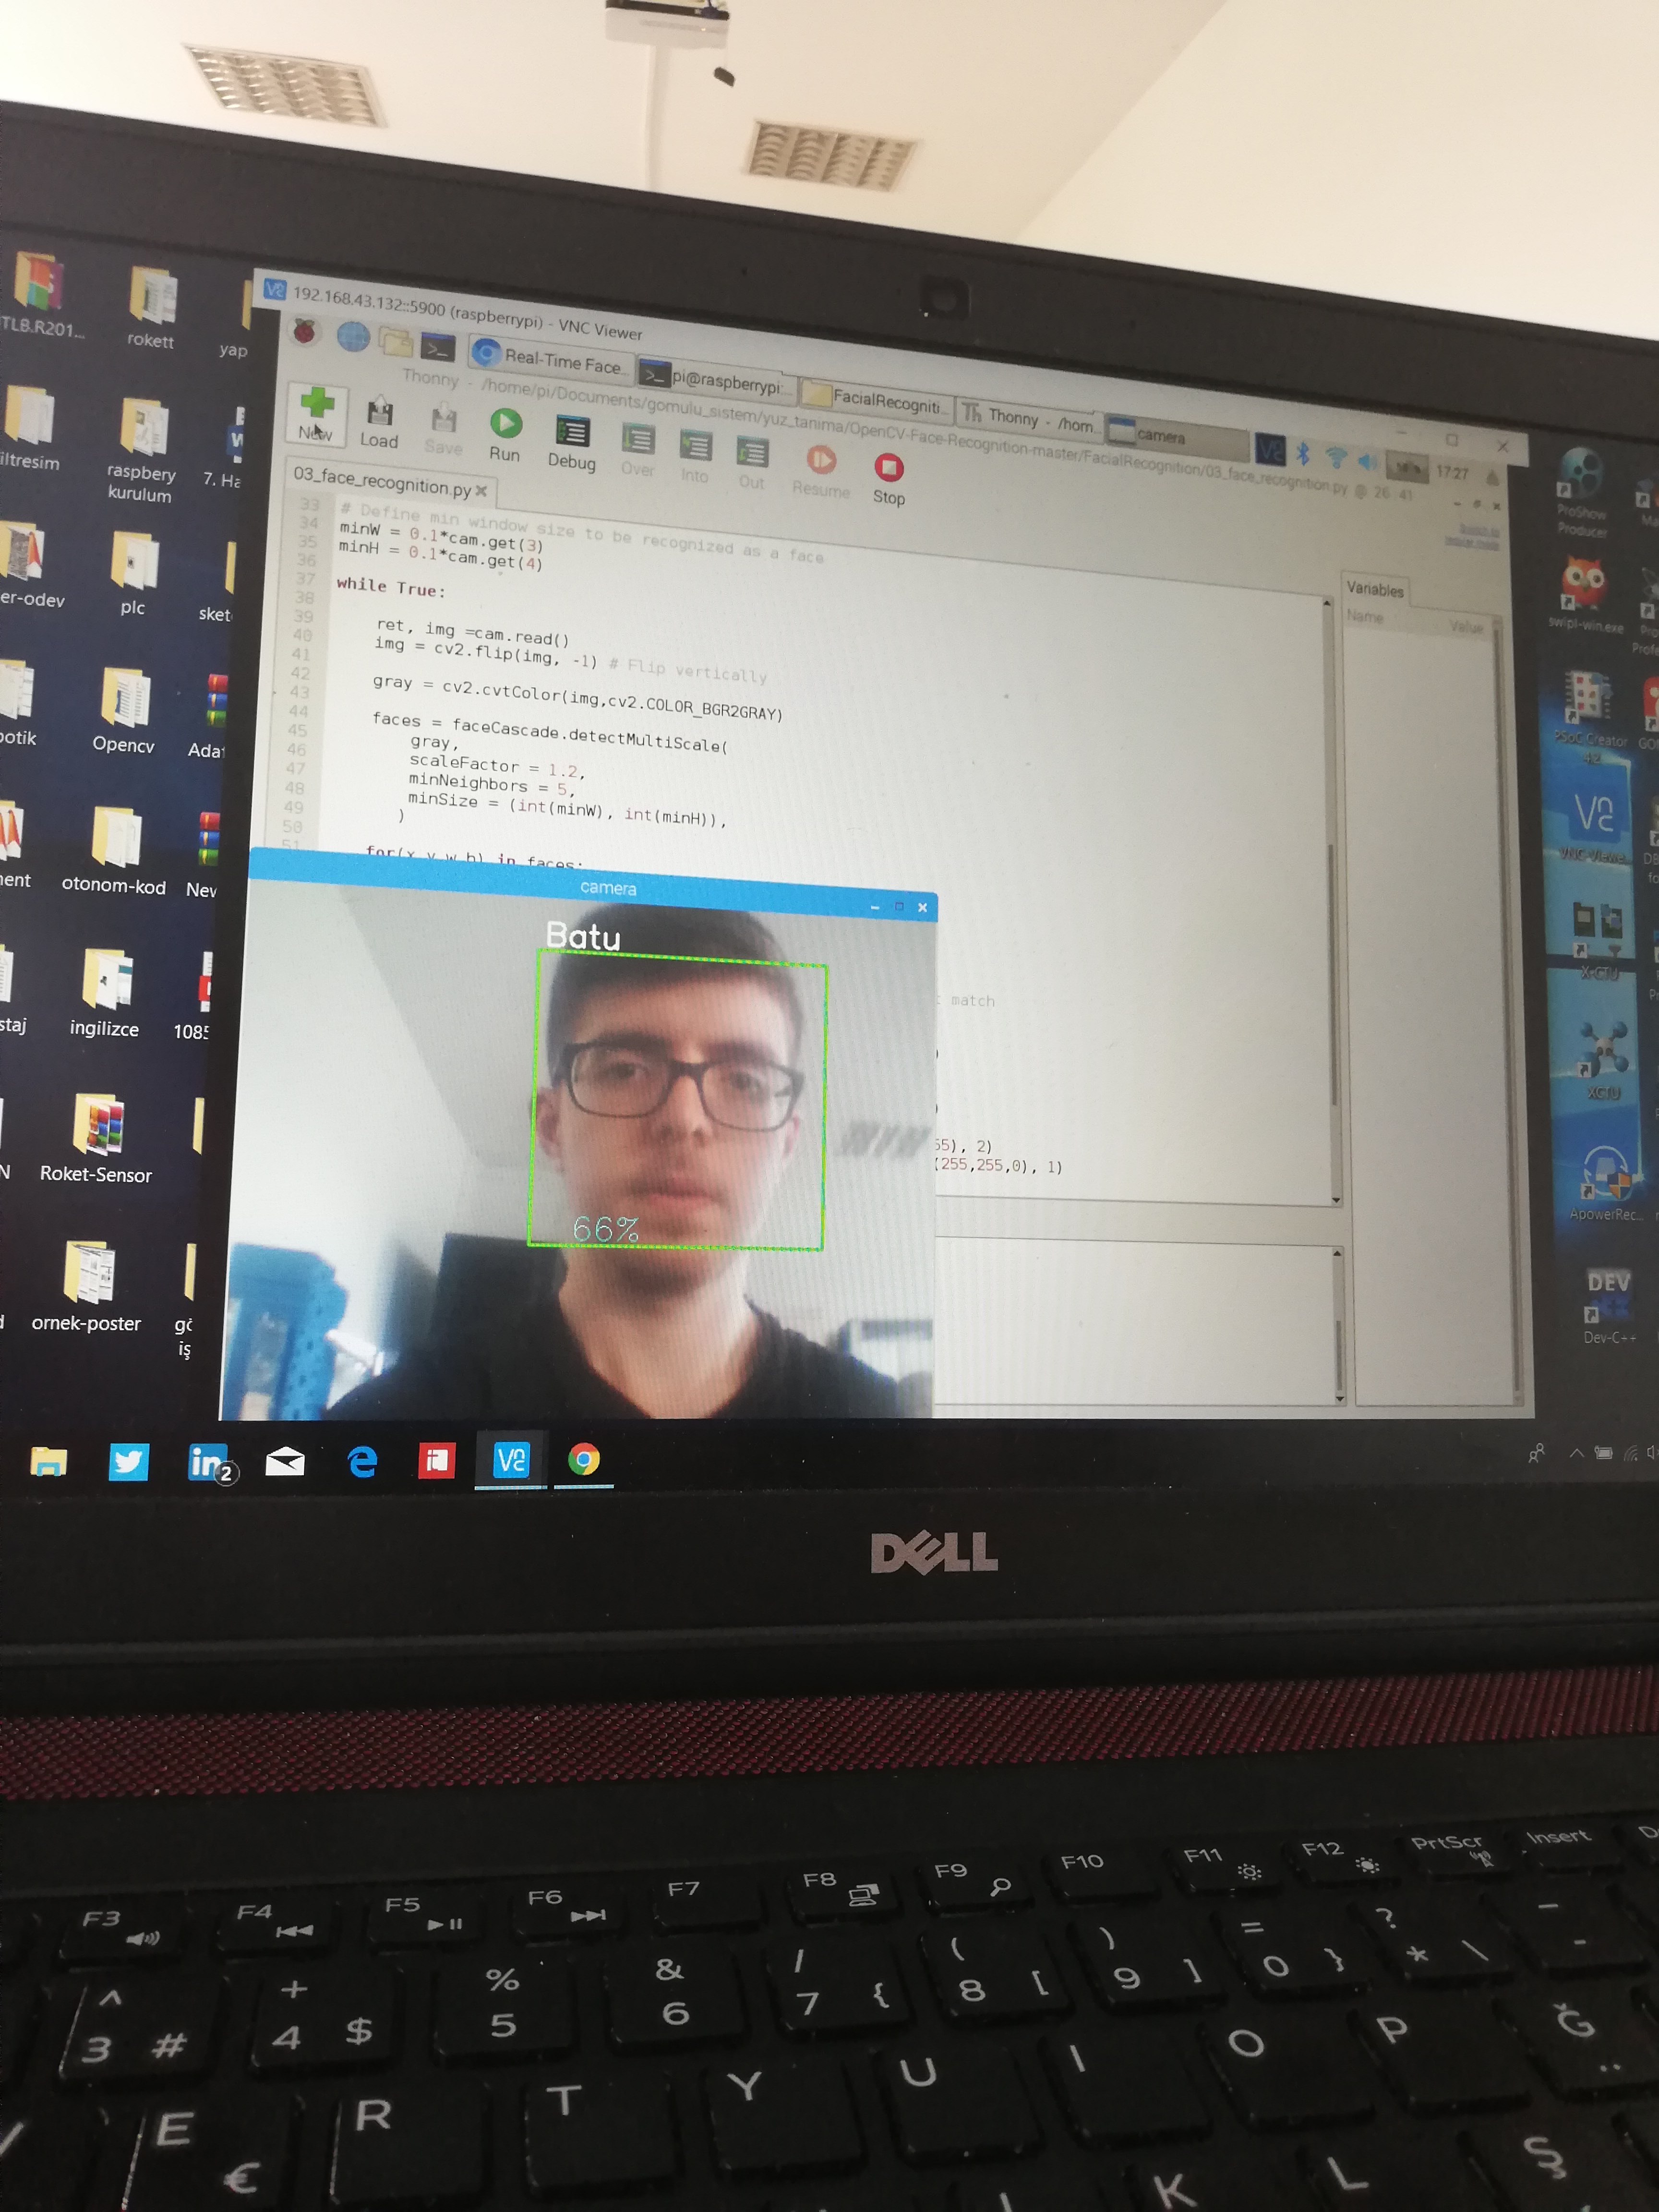 192.168.43.132::5900 (raspberrypi) - VNC Viewer
Real-Time Face...
pi@raspberrypi:...
FacialRecogniti...
Thonny - /hom...
camera
17:27
Thonny - /home/pi/Documents/gomulu_sistem/yuz_tanima/OpenCV-Face-Recognition-master/FacialRecognition/03_face_recognition.py @ 26:41
New
Load
Save
Run
Debug
Over
Into
Out
Resume
Stop
03_face_recognition.py
33 # Define min window size to be recognized as a face
34 minW = 0.1*cam.get(3)
35 minH = 0.1*cam.get(4)
36
37 while True:
38
39 ret, img =cam.read()
40 img = cv2.flip(img, -1) # Flip vertically
41
42 gray = cv2.cvtColor(img,cv2.COLOR_BGR2GRAY)
43
44 faces = faceCascade.detectMultiScale(
45 gray,
46 scaleFactor = 1.2,
47 minNeighbors = 5,
48 minSize = (int(minW), int(minH)),
49 )
50
51 for(x,y,w,h) in faces:
t match
)
)
55), 2)
(255,255,0), 1)
Variables
Name Value
camera
Batu
66%
TLB.R201...
rokett
yap
iltresim
raspbery
kurulum
7. Ha
er-odev
plc
sket
botik
Opencv
Adat
ment
otonom-kod
New
staj
ingilizce
1085
N
Roket-Sensor
ornek-poster
gö
iş
ProShow
Producer
swipl-win.exe
PSoC Creator
4.2
VNC Viewer
X-CTU
XCTU
ApowerRec...
DEV
Dev-C++
in
2
DELL
F3
F4
F5
F6
F7
F8
F9
F10
F11
F12
PrtScr
Insert
^ 3 #
+ 4 $
% 5
& 6
/ 7 {
( 8 [
) 9 ]
= 0 }
? * \
_ -
E €
R
T
Y
U
I
O
P
Ğ ¨
K
L
Ş